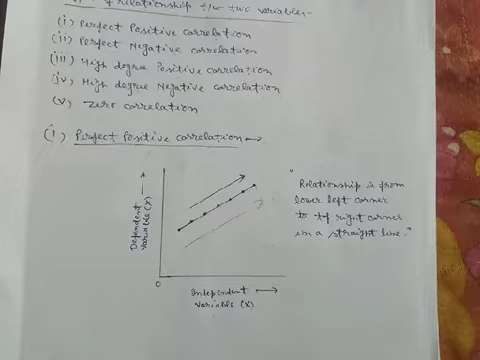 of relationship b/w two variables-
(i) Perfect Positive correlation
(ii) Perfect Negative correlation
(iii) High degree Positive correlation
(iv) High degree Negative correlation
(v) Zero correlation
(i) Perfect Positive correlation →
Dependent →
variable (X)
"Relationship is from
lower left corner
to top right corner
in a straight line."
0
Independent →
variable (X)